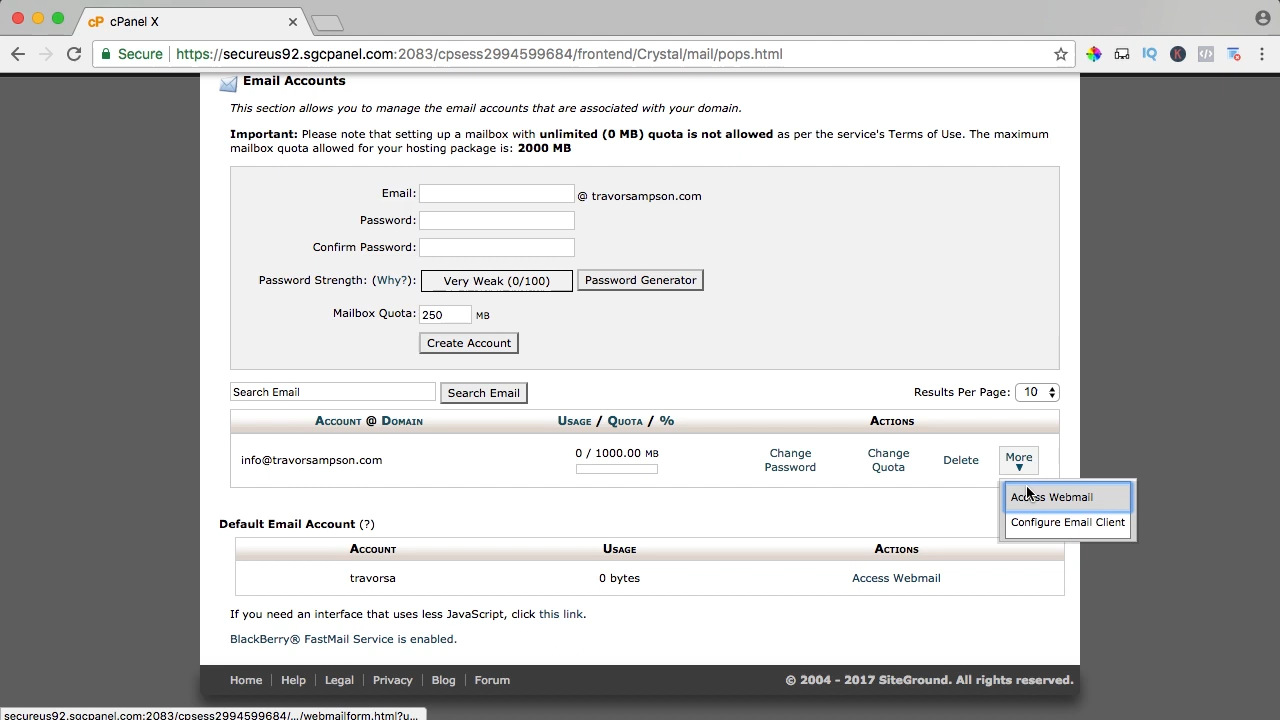 cP cPanel X
Secure https://secureus92.sgcpanel.com:2083/cpsess2994599684/frontend/Crystal/mail/pops.html
Email Accounts
This section allows you to manage the email accounts that are associated with your domain.
Important: Please note that setting up a mailbox with unlimited (0 MB) quota is not allowed as per the service's Terms of Use. The maximum
mailbox quota allowed for your hosting package is: 2000 MB
Email: @ travorsampson.com
Password:
Confirm Password:
Password Strength: (Why?): Very Weak (0/100) Password Generator
Mailbox Quota: 250 MB
Create Account
Search Email Search Email Results Per Page: 10
Account @ Domain Usage / Quota / % Actions
info@travorsampson.com 0 / 1000.00 MB Change Password Change Quota Delete More ▼
Access Webmail
Configure Email Client
Default Email Account (?)
Account Usage Actions
travorsa 0 bytes Access Webmail
If you need an interface that uses less JavaScript, click this link.
BlackBerry® FastMail Service is enabled.
Home Help Legal Privacy Blog Forum © 2004 - 2017 SiteGround. All rights reserved.
secureus92.sgcpanel.com:2083/cpsess2994599684/.../webmailform.html?u...